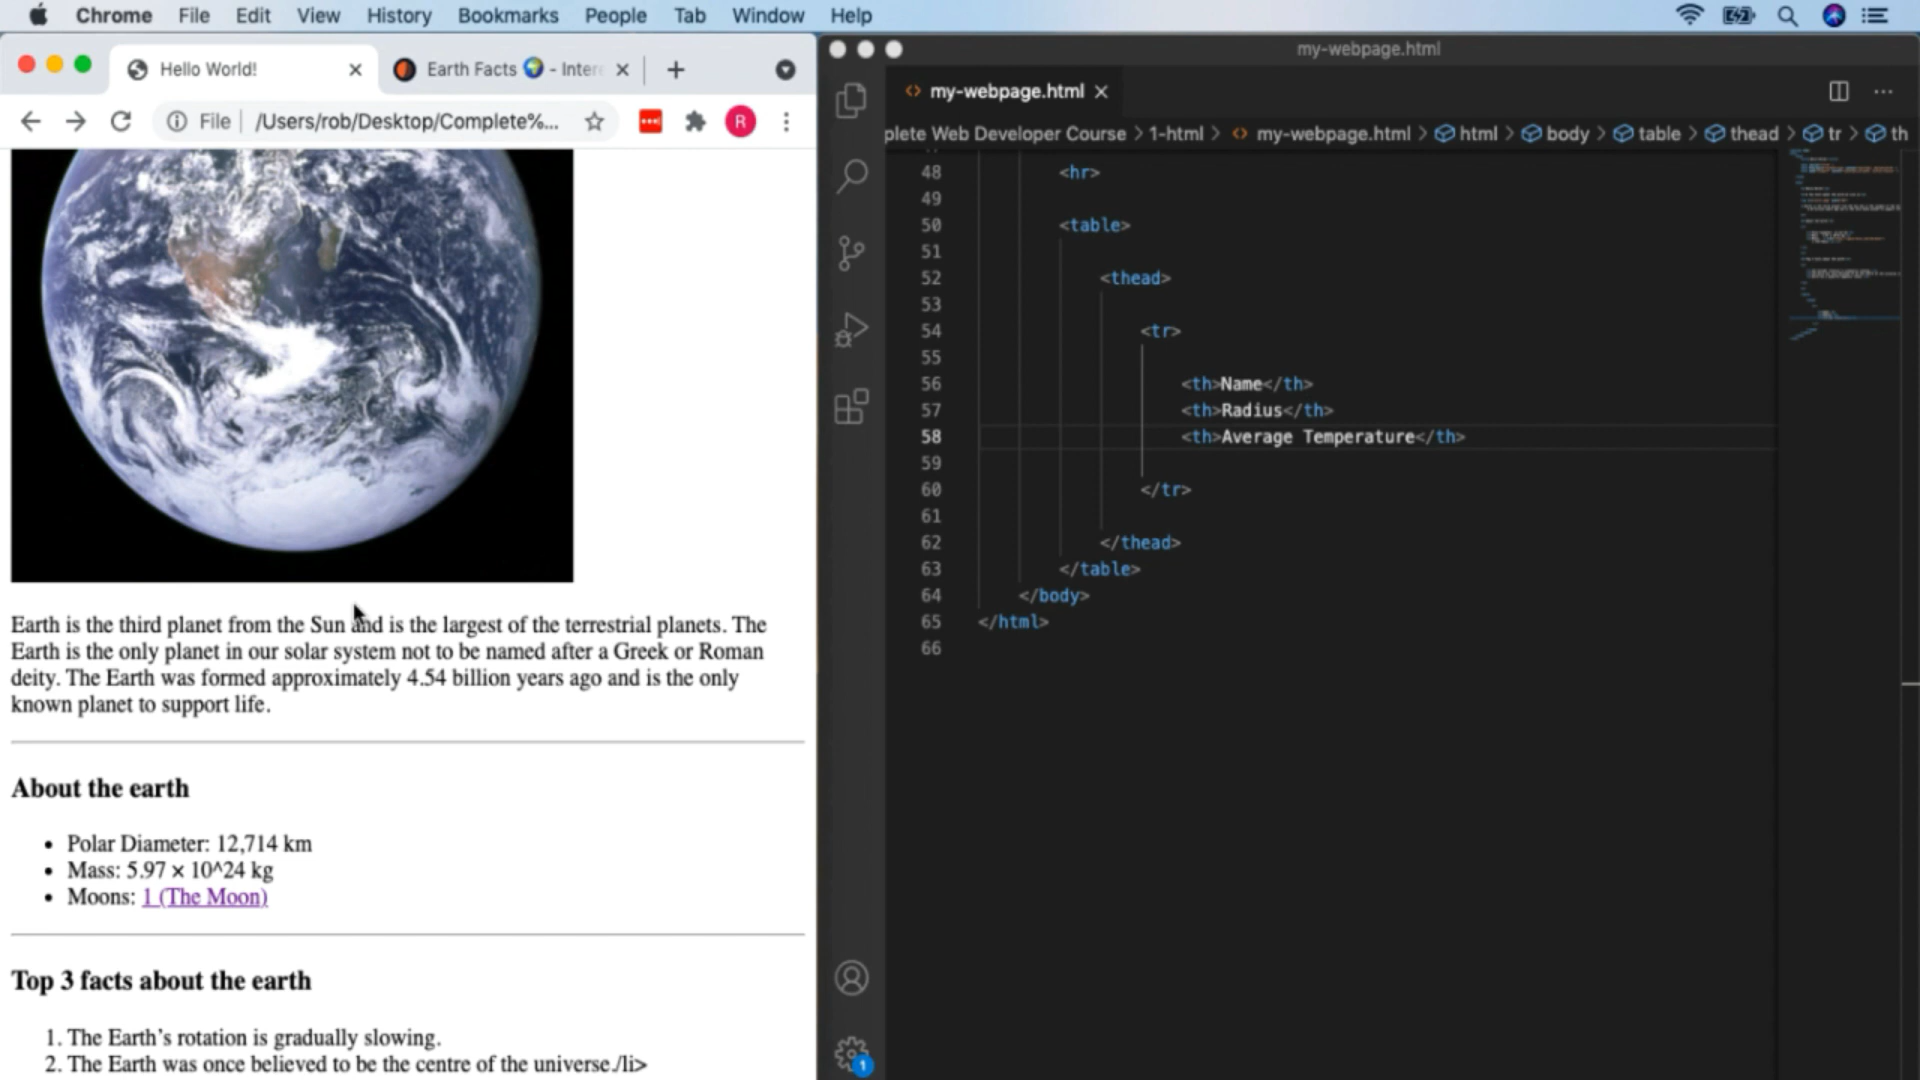 Chrome File Edit View History Bookmarks People Tab Window Help
Hello World!
Earth Facts - Inter
File /Users/rob/Desktop/Complete%...
R
Earth is the third planet from the Sun and is the largest of the terrestrial planets. The
Earth is the only planet in our solar system not to be named after a Greek or Roman
deity. The Earth was formed approximately 4.54 billion years ago and is the only
known planet to support life.
About the earth
• Polar Diameter: 12,714 km
• Mass: 5.97 × 10^24 kg
• Moons: 1 (The Moon)
Top 3 facts about the earth
1. The Earth’s rotation is gradually slowing.
2. The Earth was once believed to be the centre of the universe./li>
my-webpage.html
my-webpage.html
plete Web Developer Course > 1-html > my-webpage.html > html > body > table > thead > tr > th
48 <hr>
49
50 <table>
51
52 <thead>
53
54 <tr>
55
56 <th>Name</th>
57 <th>Radius</th>
58 <th>Average Temperature</th>
59
60 </tr>
61
62 </thead>
63 </table>
64 </body>
65 </html>
66
1